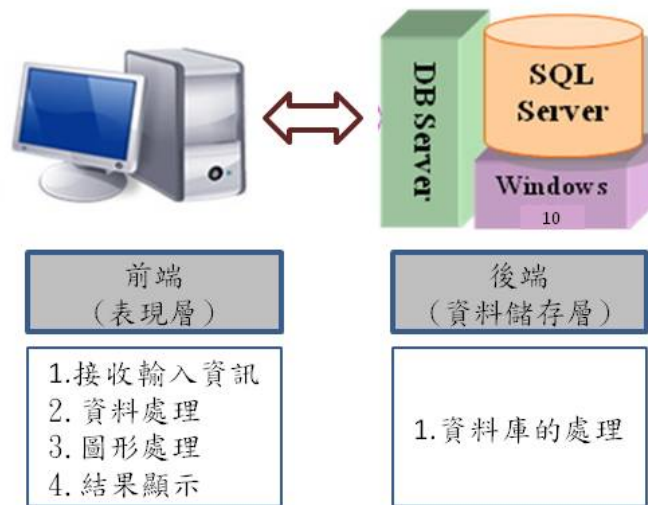 DB Server
SQL
Server
Windows
10
前端
(表現層)
後端
(資料儲存層)
1.接收輸入資訊
2. 資料處理
3. 圖形處理
4. 結果顯示
1.資料庫的處理